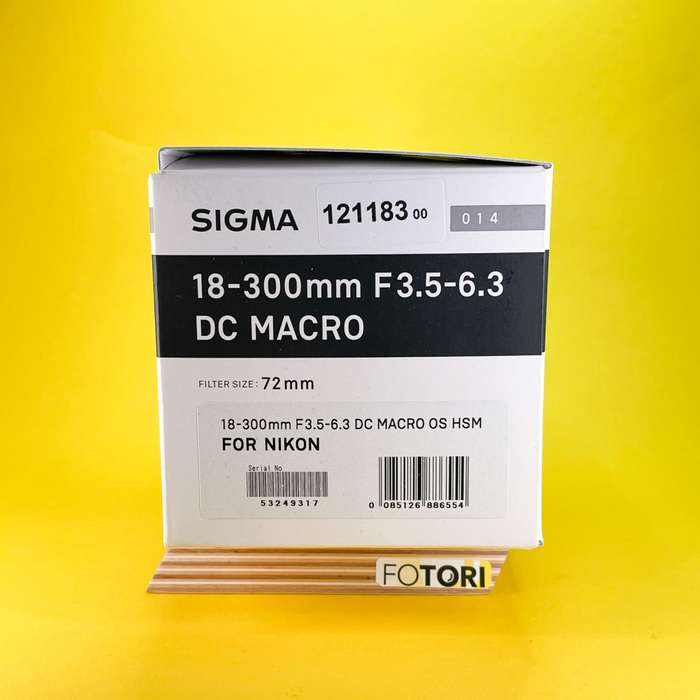 SIGMA
121183 00
014
18-300mm F3.5-6.3
DC MACRO
FILTER SIZE: 72mm
18-300mm F3.5-6.3 DC MACRO OS HSM
FOR NIKON
Serial No
53249317
0 085126 886554
FOTORI